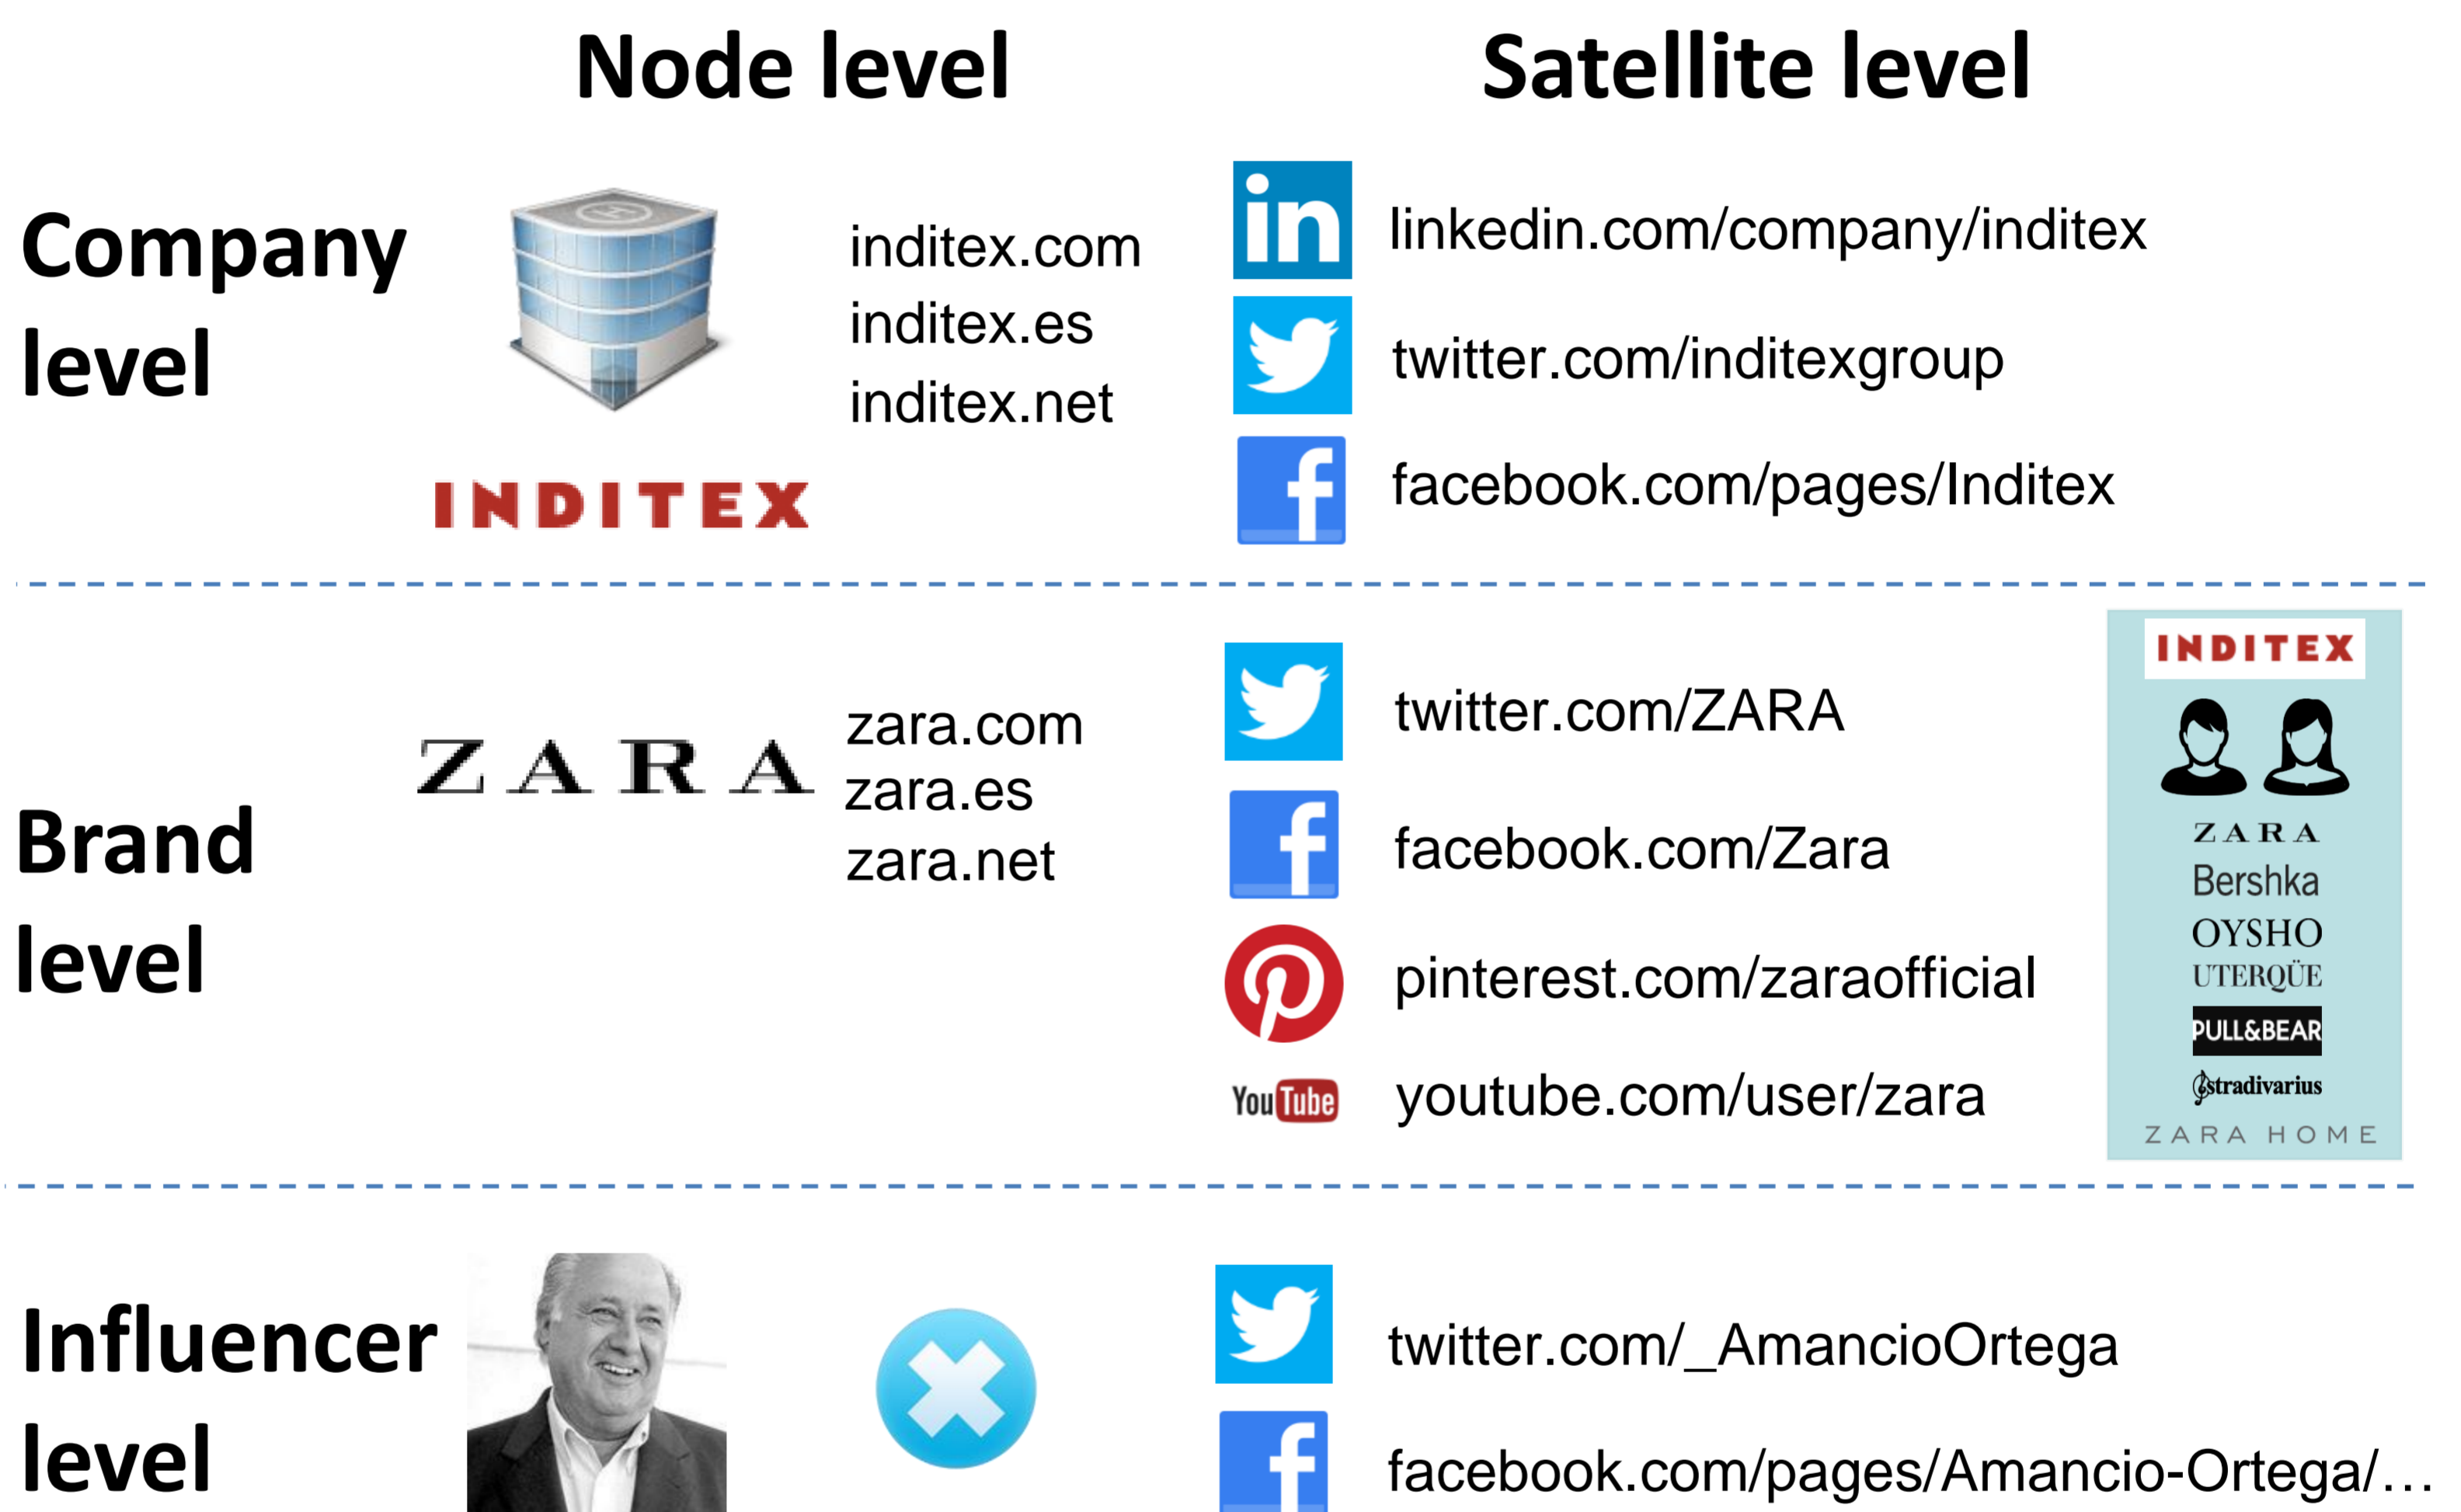 Node level
Satellite level
Company
level
INDITEX
inditex.com
inditex.es
inditex.net
in
linkedin.com/company/inditex
twitter.com/inditexgroup
f
facebook.com/pages/Inditex
Brand
level
ZARA
zara.com
zara.es
zara.net
twitter.com/ZARA
f
facebook.com/Zara
pinterest.com/zaraofficial
YouTube
youtube.com/user/zara
INDITEX
ZARA
Bershka
OYSHO
UTERQÜE
PULL&BEAR
stradivarius
ZARA HOME
Influencer
level
twitter.com/_AmancioOrtega
f
facebook.com/pages/Amancio-Ortega/…